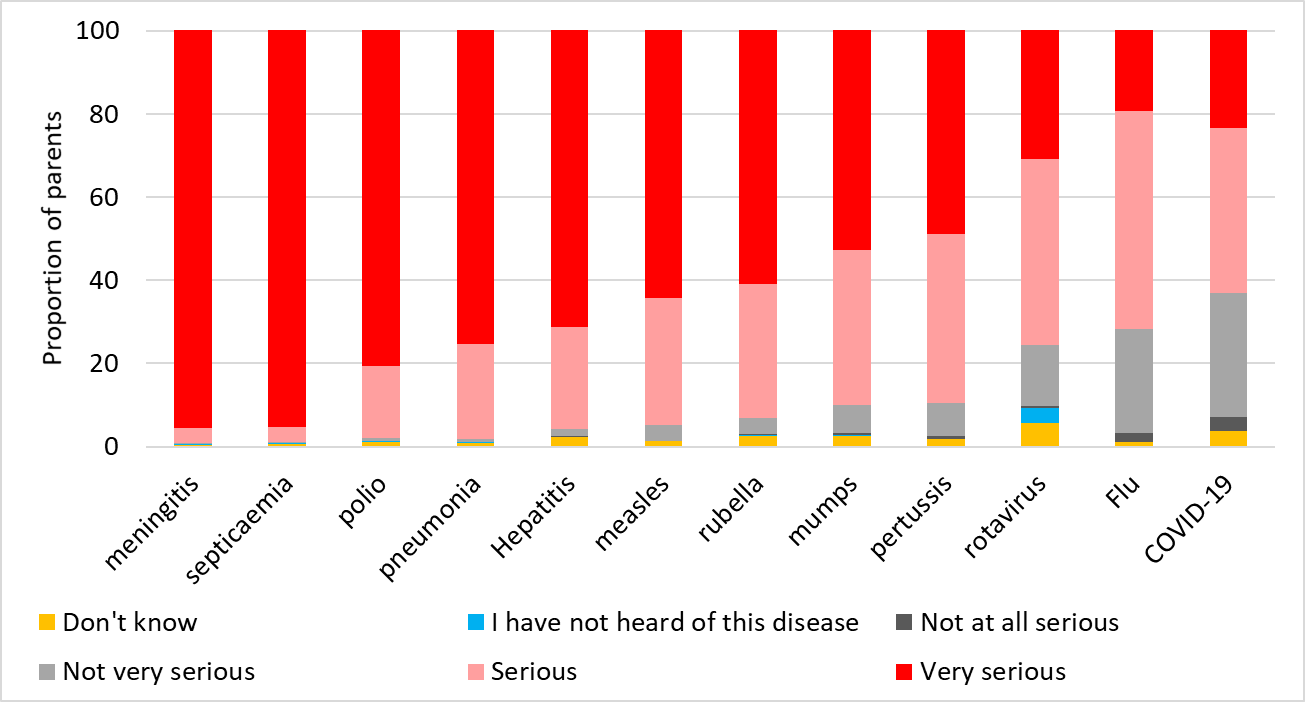 Proportion of parents
100
80
60
40
20
0
meningitis
septicaemia
polio
pneumonia
Hepatitis
measles
rubella
mumps
pertussis
rotavirus
Flu
COVID-19
Don't know
I have not heard of this disease
Not at all serious
Not very serious
Serious
Very serious